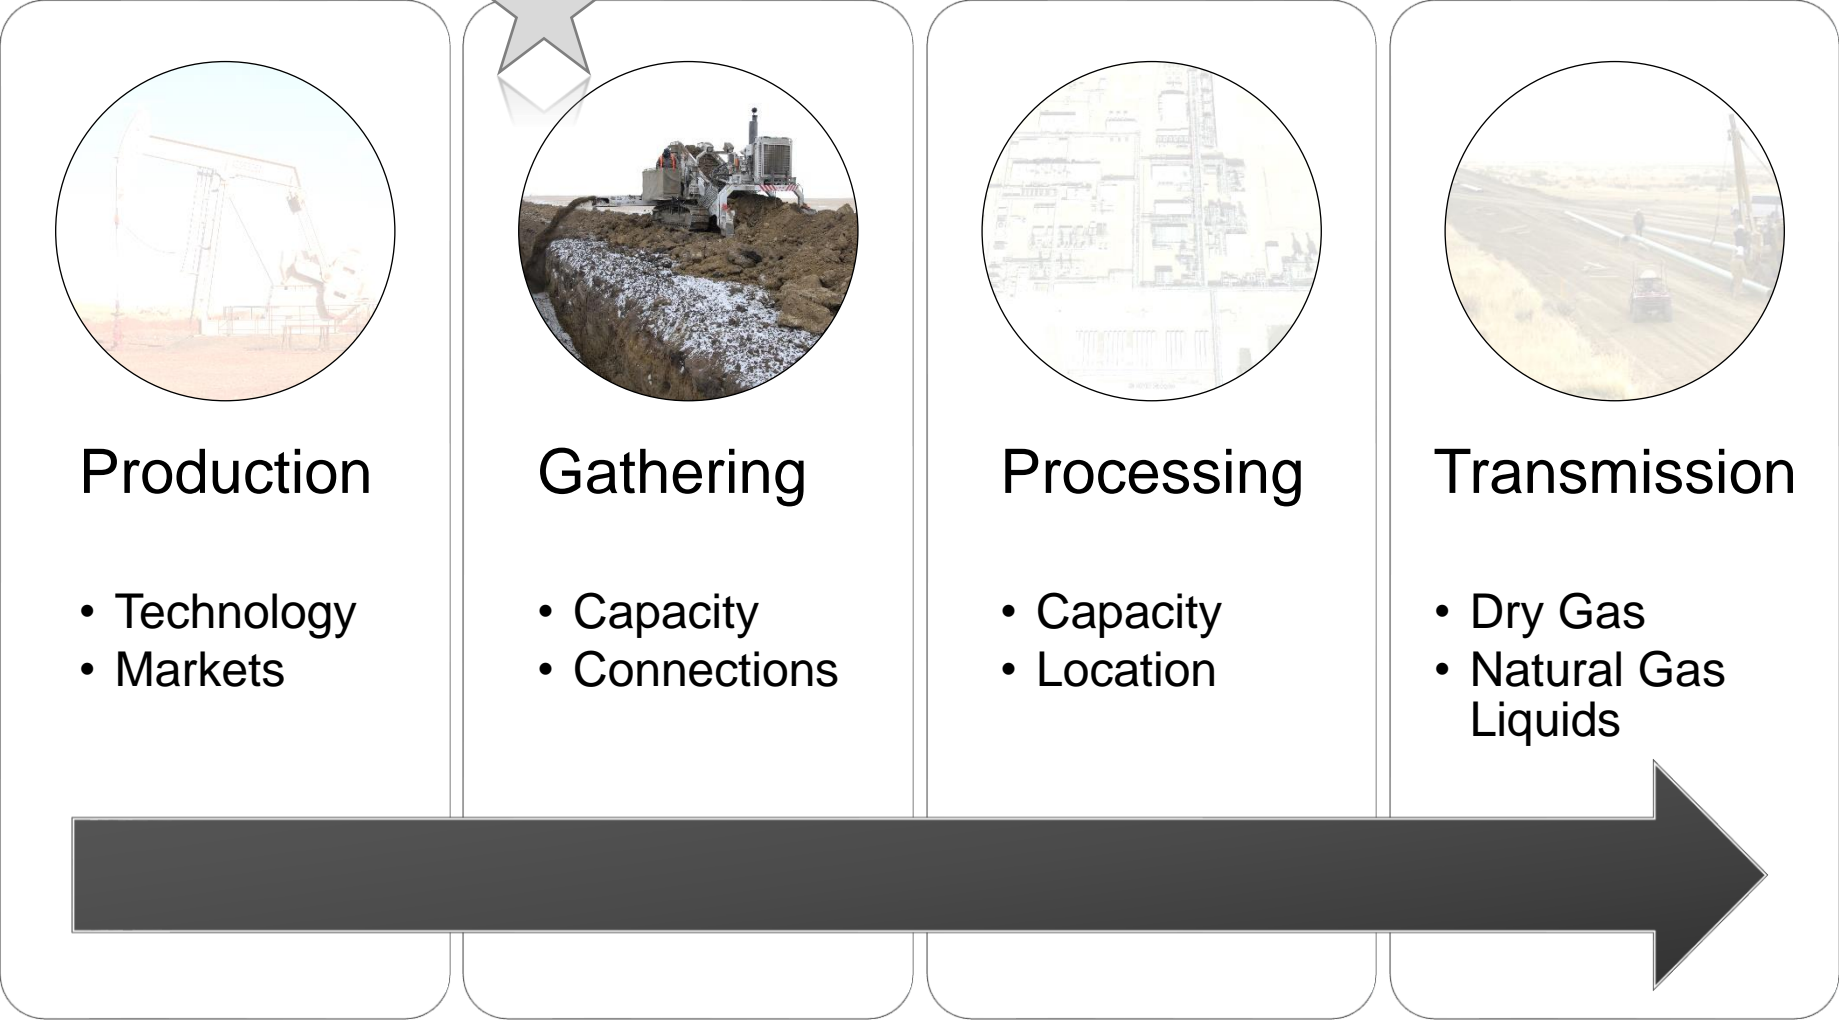 Production
• Technology
• Markets
Gathering
• Capacity
• Connections
Processing
• Capacity
• Location
Transmission
• Dry Gas
• Natural Gas
Liquids